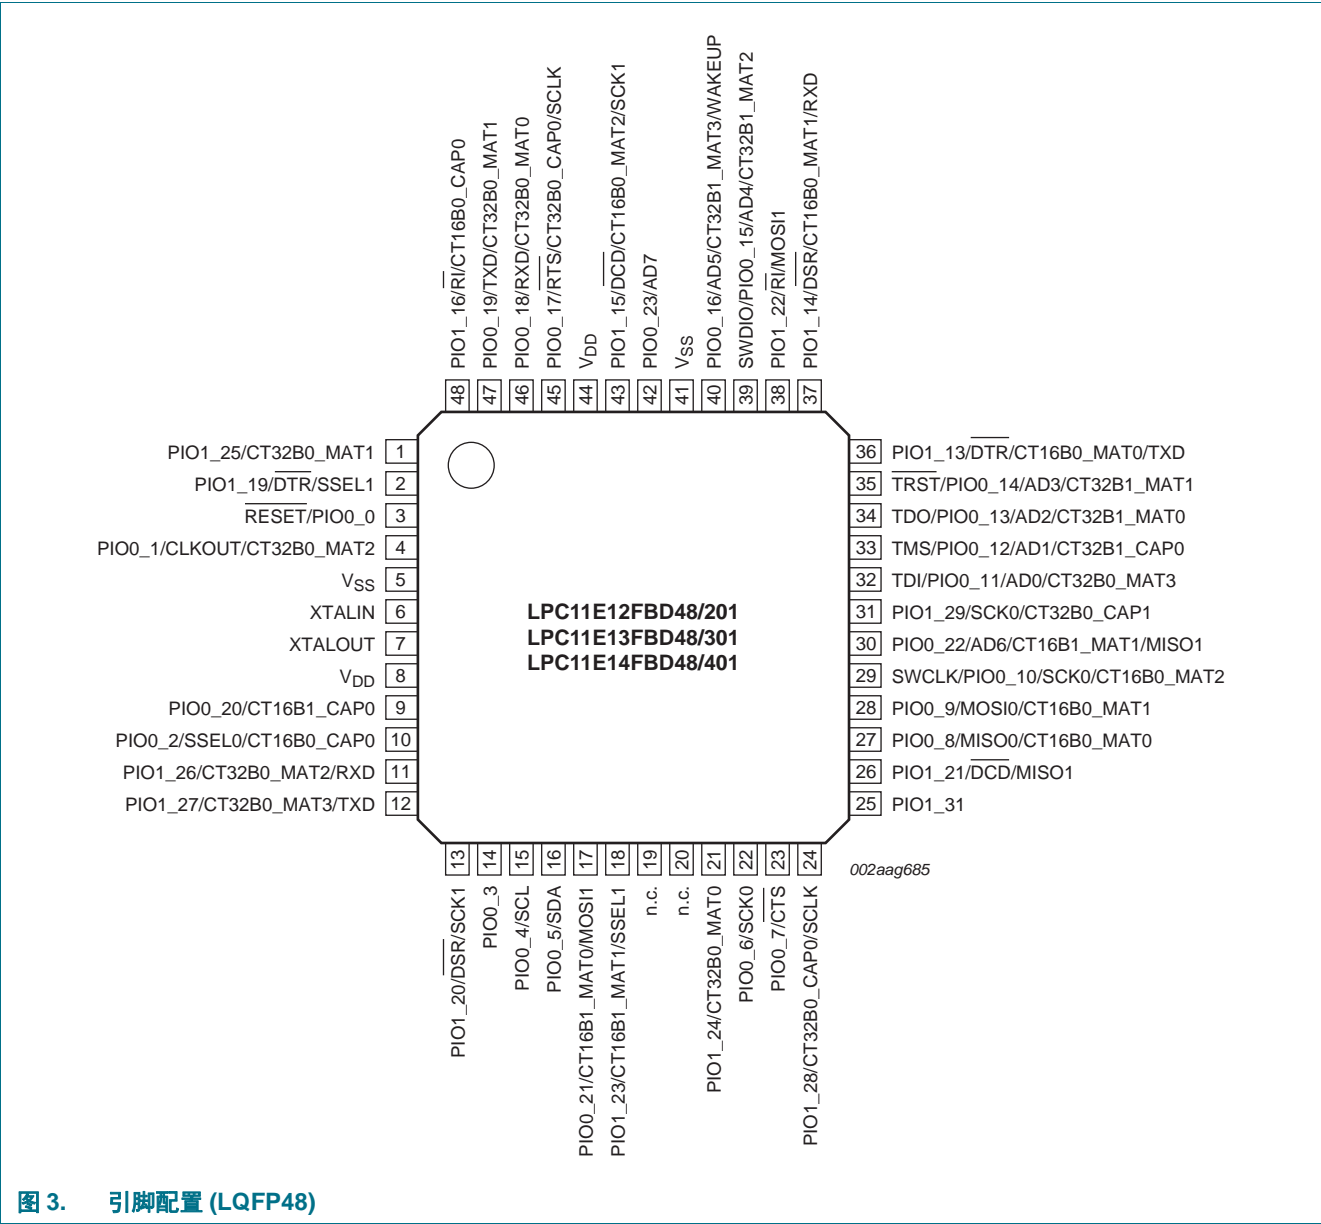 48 PIO1_16/RI/CT16B0_CAP0
47 PIO0_19/TXD/CT32B0_MAT1
46 PIO0_18/RXD/CT32B0_MAT0
45 PIO0_17/RTS/CT32B0_CAP0/SCLK
44 VDD
43 PIO1_15/DCD/CT16B0_MAT2/SCK1
42 PIO0_23/AD7
41 VSS
40 PIO0_16/AD5/CT32B1_MAT3/WAKEUP
39 SWDIO/PIO0_15/AD4/CT32B1_MAT2
38 PIO1_22/RI/MOSI1
37 PIO1_14/DSR/CT16B0_MAT1/RXD
PIO1_25/CT32B0_MAT1 1
PIO1_19/DTR/SSEL1 2
RESET/PIO0_0 3
PIO0_1/CLKOUT/CT32B0_MAT2 4
VSS 5
XTALIN 6
XTALOUT 7
VDD 8
PIO0_20/CT16B1_CAP0 9
PIO0_2/SSEL0/CT16B0_CAP0 10
PIO1_26/CT32B0_MAT2/RXD 11
PIO1_27/CT32B0_MAT3/TXD 12
LPC11E12FBD48/201
LPC11E13FBD48/301
LPC11E14FBD48/401
36 PIO1_13/DTR/CT16B0_MAT0/TXD
35 TRST/PIO0_14/AD3/CT32B1_MAT1
34 TDO/PIO0_13/AD2/CT32B1_MAT0
33 TMS/PIO0_12/AD1/CT32B1_CAP0
32 TDI/PIO0_11/AD0/CT32B0_MAT3
31 PIO1_29/SCK0/CT32B0_CAP1
30 PIO0_22/AD6/CT16B1_MAT1/MISO1
29 SWCLK/PIO0_10/SCK0/CT16B0_MAT2
28 PIO0_9/MOSI0/CT16B0_MAT1
27 PIO0_8/MISO0/CT16B0_MAT0
26 PIO1_21/DCD/MISO1
25 PIO1_31
PIO1_20/DSR/SCK1 13
PIO0_3 14
PIO0_4/SCL 15
PIO0_5/SDA 16
PIO0_21/CT16B1_MAT0/MOSI1 17
PIO1_23/CT16B1_MAT1/SSEL1 18
n.c. 19
n.c. 20
PIO1_24/CT32B0_MAT0 21
PIO0_6/SCK0 22
PIO0_7/CTS 23
PIO1_28/CT32B0_CAP0/SCLK 24
002aag685
图 3. 引脚配置 (LQFP48)